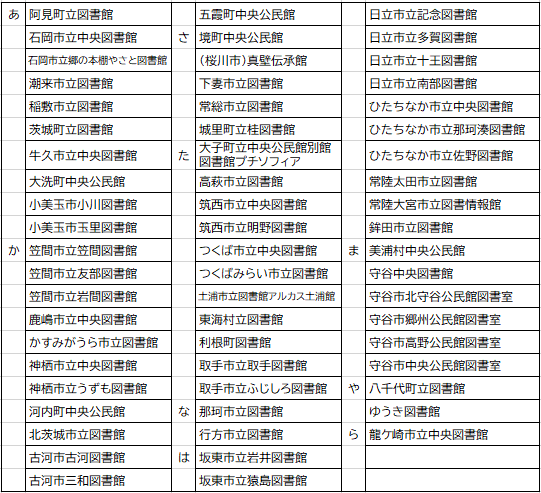 あ
阿見町立図書館
石岡市立中央図書館
石岡市立郷の本棚やさと図書館
潮来市立図書館
稲敷市立図書館
茨城町立図書館
牛久市立中央図書館
大洗町中央公民館
小美玉市小川図書館
小美玉市玉里図書館
か
笠間市立笠間図書館
笠間市立友部図書館
笠間市立岩間図書館
鹿嶋市立中央図書館
かすみがうら市立図書館
神栖市立中央図書館
神栖市立うずも図書館
河内町中央公民館
北茨城市立図書館
古河市古河図書館
古河市三和図書館
五霞町中央公民館
さ
境町中央公民館
（桜川市）真壁伝承館
下妻市立図書館
常総市立図書館
城里町立桂図書館
た
大子町立中央公民館別館
図書館プチソフィア
高萩市立図書館
筑西市立中央図書館
筑西市立明野図書館
つくば市立中央図書館
つくばみらい市立図書館
土浦市立図書館アルカス土浦館
東海村立図書館
利根町図書館
取手市立取手図書館
取手市立ふじしろ図書館
な
那珂市立図書館
行方市立図書館
は
坂東市立岩井図書館
坂東市立猿島図書館
日立市立記念図書館
日立市立多賀図書館
日立市立十王図書館
日立市立南部図書館
ひたちなか市立中央図書館
ひたちなか市立那珂湊図書館
ひたちなか市立佐野図書館
常陸太田市立図書館
常陸大宮市立図書情報館
鉾田市立図書館
ま
美浦村中央公民館
守谷中央図書館
守谷市北守谷公民館図書室
守谷市郷州公民館図書室
守谷市高野公民館図書室
守谷市中央公民館図書室
や
八千代町立図書館
ゆうき図書館
ら
龍ケ崎市立中央図書館